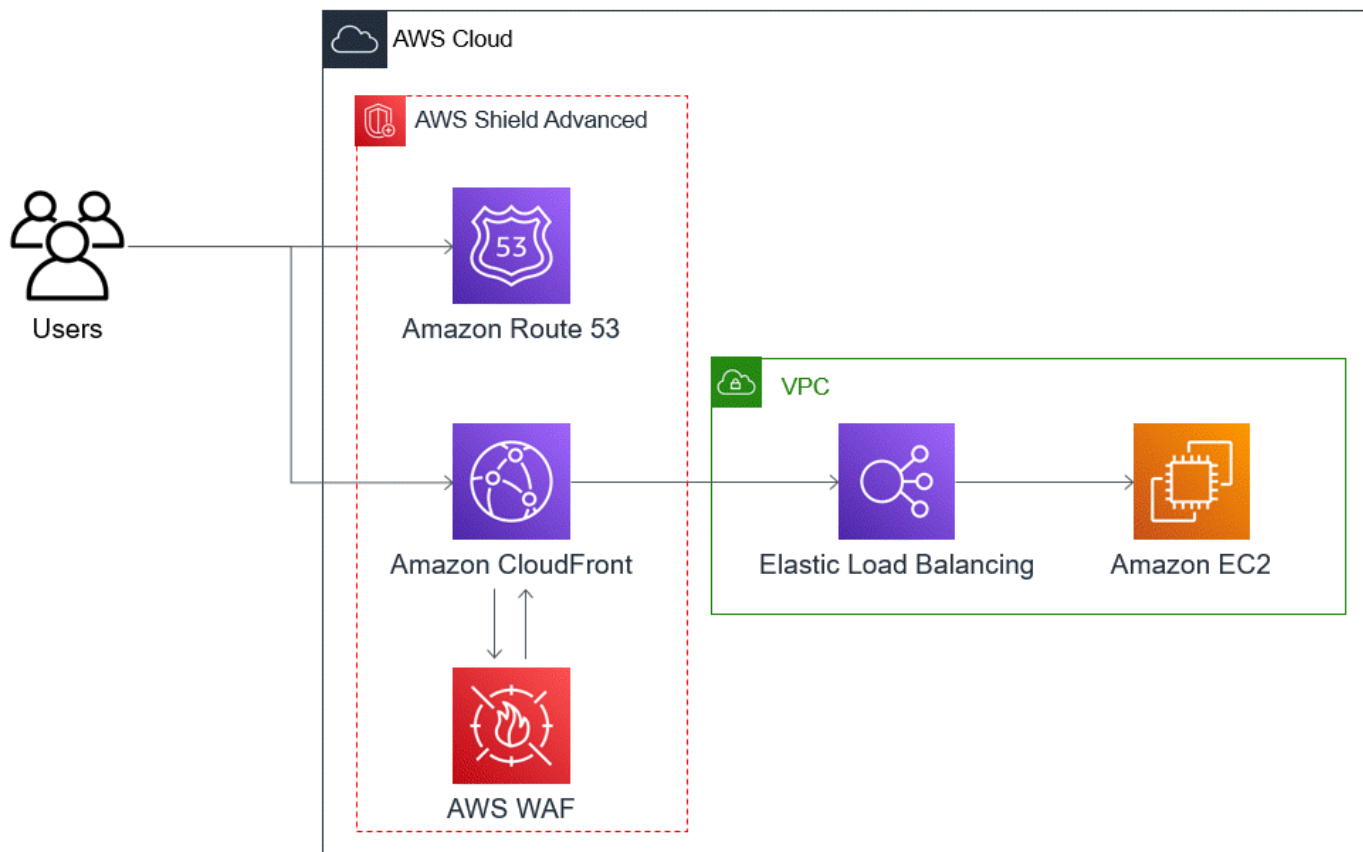 AWS Cloud
AWS Shield Advanced
53
Users
Amazon Route 53
VPC
Amazon CloudFront
Elastic Load Balancing
Amazon EC2
AWS WAF